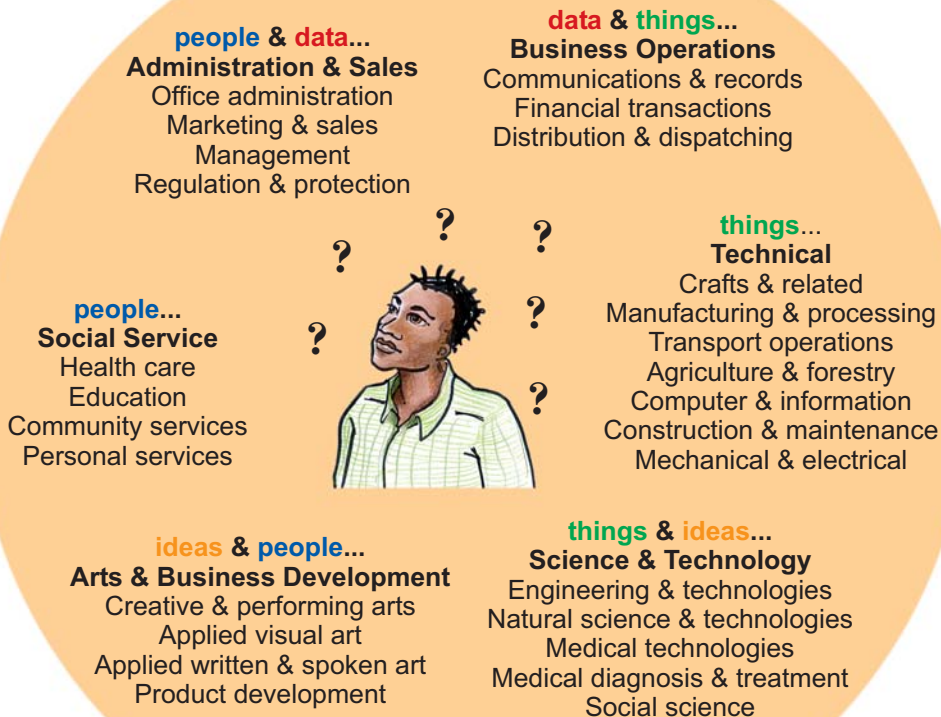 people & data...
Administration & Sales
Office administration
Marketing & sales
Management
Regulation & protection
data & things...
Business Operations
Communications & records
Financial transactions
Distribution & dispatching
? ? ?
? ?
?
people...
Social Service
Health care
Education
Community services
Personal services
things...
Technical
Crafts & related
Manufacturing & processing
Transport operations
Agriculture & forestry
Computer & information
Construction & maintenance
Mechanical & electrical
ideas & people...
Arts & Business Development
Creative & performing arts
Applied visual art
Applied written & spoken art
Product development
things & ideas...
Science & Technology
Engineering & technologies
Natural science & technologies
Medical technologies
Medical diagnosis & treatment
Social science